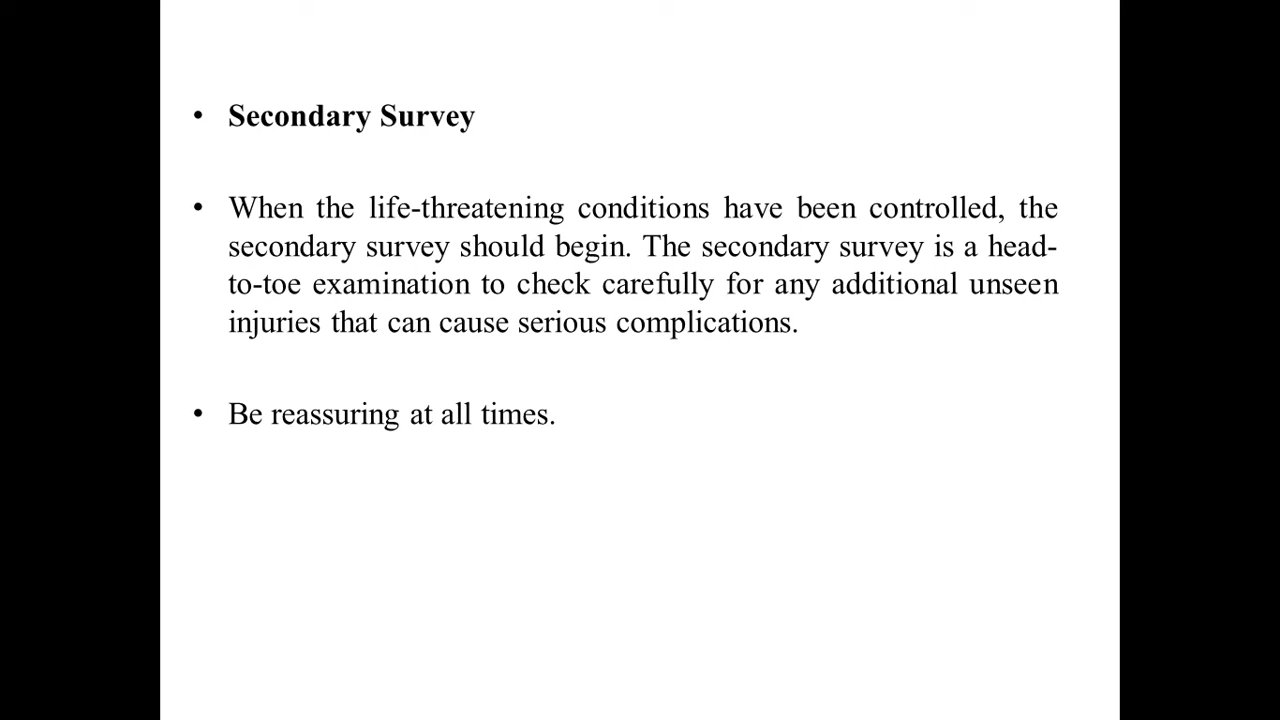 • Secondary Survey
• When the life-threatening conditions have been controlled, the
secondary survey should begin. The secondary survey is a head-
to-toe examination to check carefully for any additional unseen
injuries that can cause serious complications.
• Be reassuring at all times.